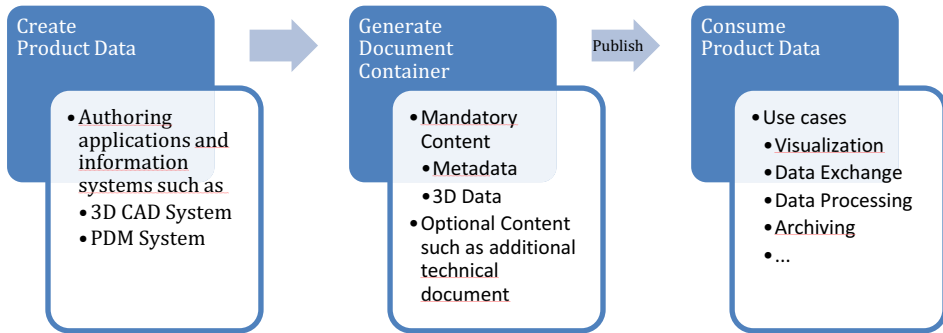 Create
Product Data
• Authoring
applications and
information
systems such as
• 3D CAD System
• PDM System
Generate
Document
Container
• Mandatory
Content
• Metadata
• 3D Data
• Optional Content
such as additional
technical
document
Publish
Consume
Product Data
• Use cases
• Visualization
• Data Exchange
• Data Processing
• Archiving
• ...